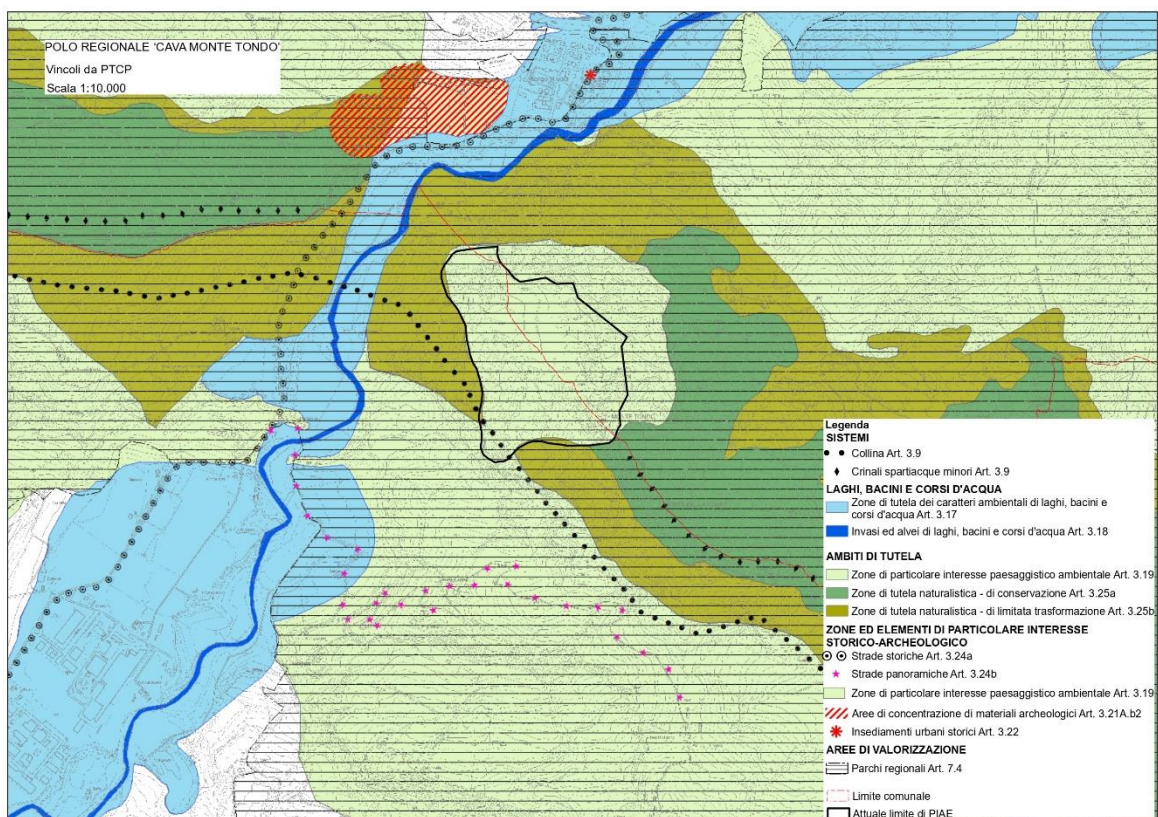 POLO REGIONALE 'CAVA MONTE TONDO'
Vincoli da PTCP
Scala 1:10.000
MONTE TONDO
Legenda
SISTEMI
Collina Art. 3.9
Crinali spartiacque minori Art. 3.9
LAGHI, BACINI E CORSI D'ACQUA
Zone di tutela dei caratteri ambientali di laghi, bacini e
corsi d'acqua Art. 3.17
Invasi ed alvei di laghi, bacini e corsi d'acqua Art. 3.18
AMBITI DI TUTELA
Zone di particolare interesse paesaggistico ambientale Art. 3.19
Zone di tutela naturalistica - di conservazione Art. 3.25a
Zone di tutela naturalistica - di limitata trasformazione Art. 3.25b
ZONE ED ELEMENTI DI PARTICOLARE INTERESSE
STORICO-ARCHEOLOGICO
Strade storiche Art. 3.24a
Strade panoramiche Art. 3.24b
Zone di particolare interesse paesaggistico ambientale Art. 3.19
Aree di concentrazione di materiali archeologici Art. 3.21A.b2
Insediamenti urbani storici Art. 3.22
AREE DI VALORIZZAZIONE
Parchi regionali Art. 7.4
Limite comunale
Attuale limite di PIAE